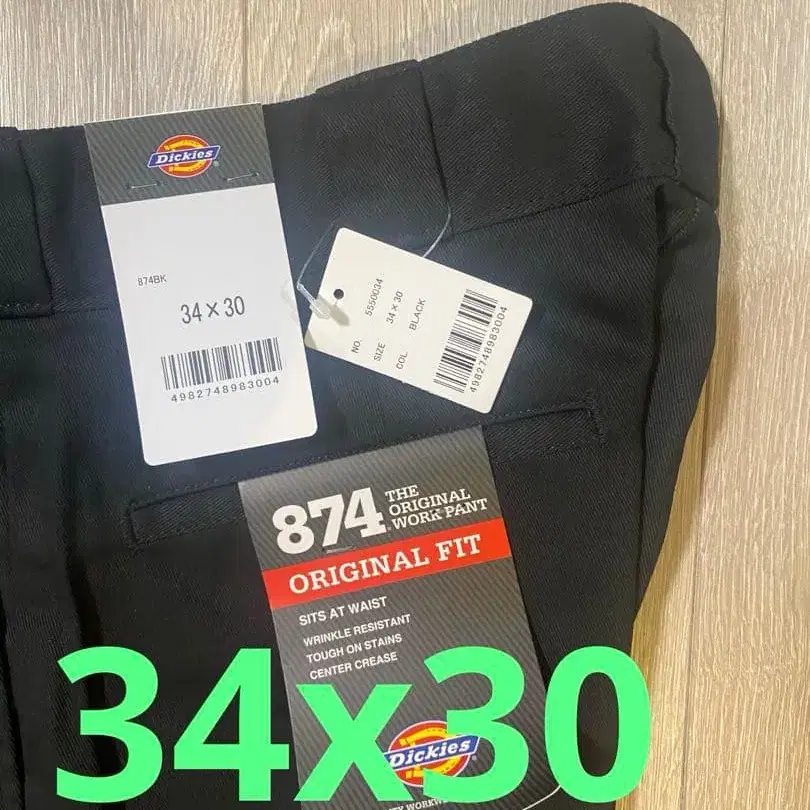 Dickies
874BK
34×30
4982748983004
NO. 5550034
SIZE 34×30
COL BLACK
4982748983004
874 THE
ORIGINAL
WORK PANT
ORIGINAL FIT
SITS AT WAIST
WRINKLE RESISTANT
TOUGH ON STAINS
CENTER CREASE
34x30
Dickies